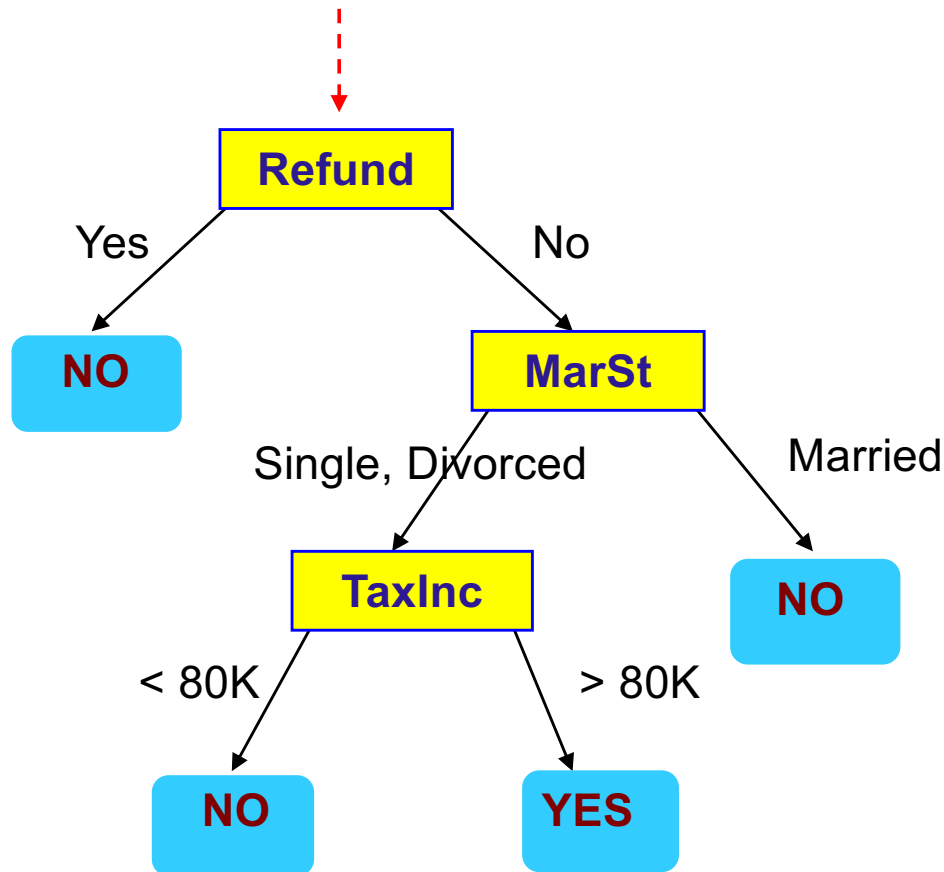 Refund
Yes
No
NO
MarSt
Single, Divorced
Married
TaxInc
NO
< 80K
> 80K
NO
YES